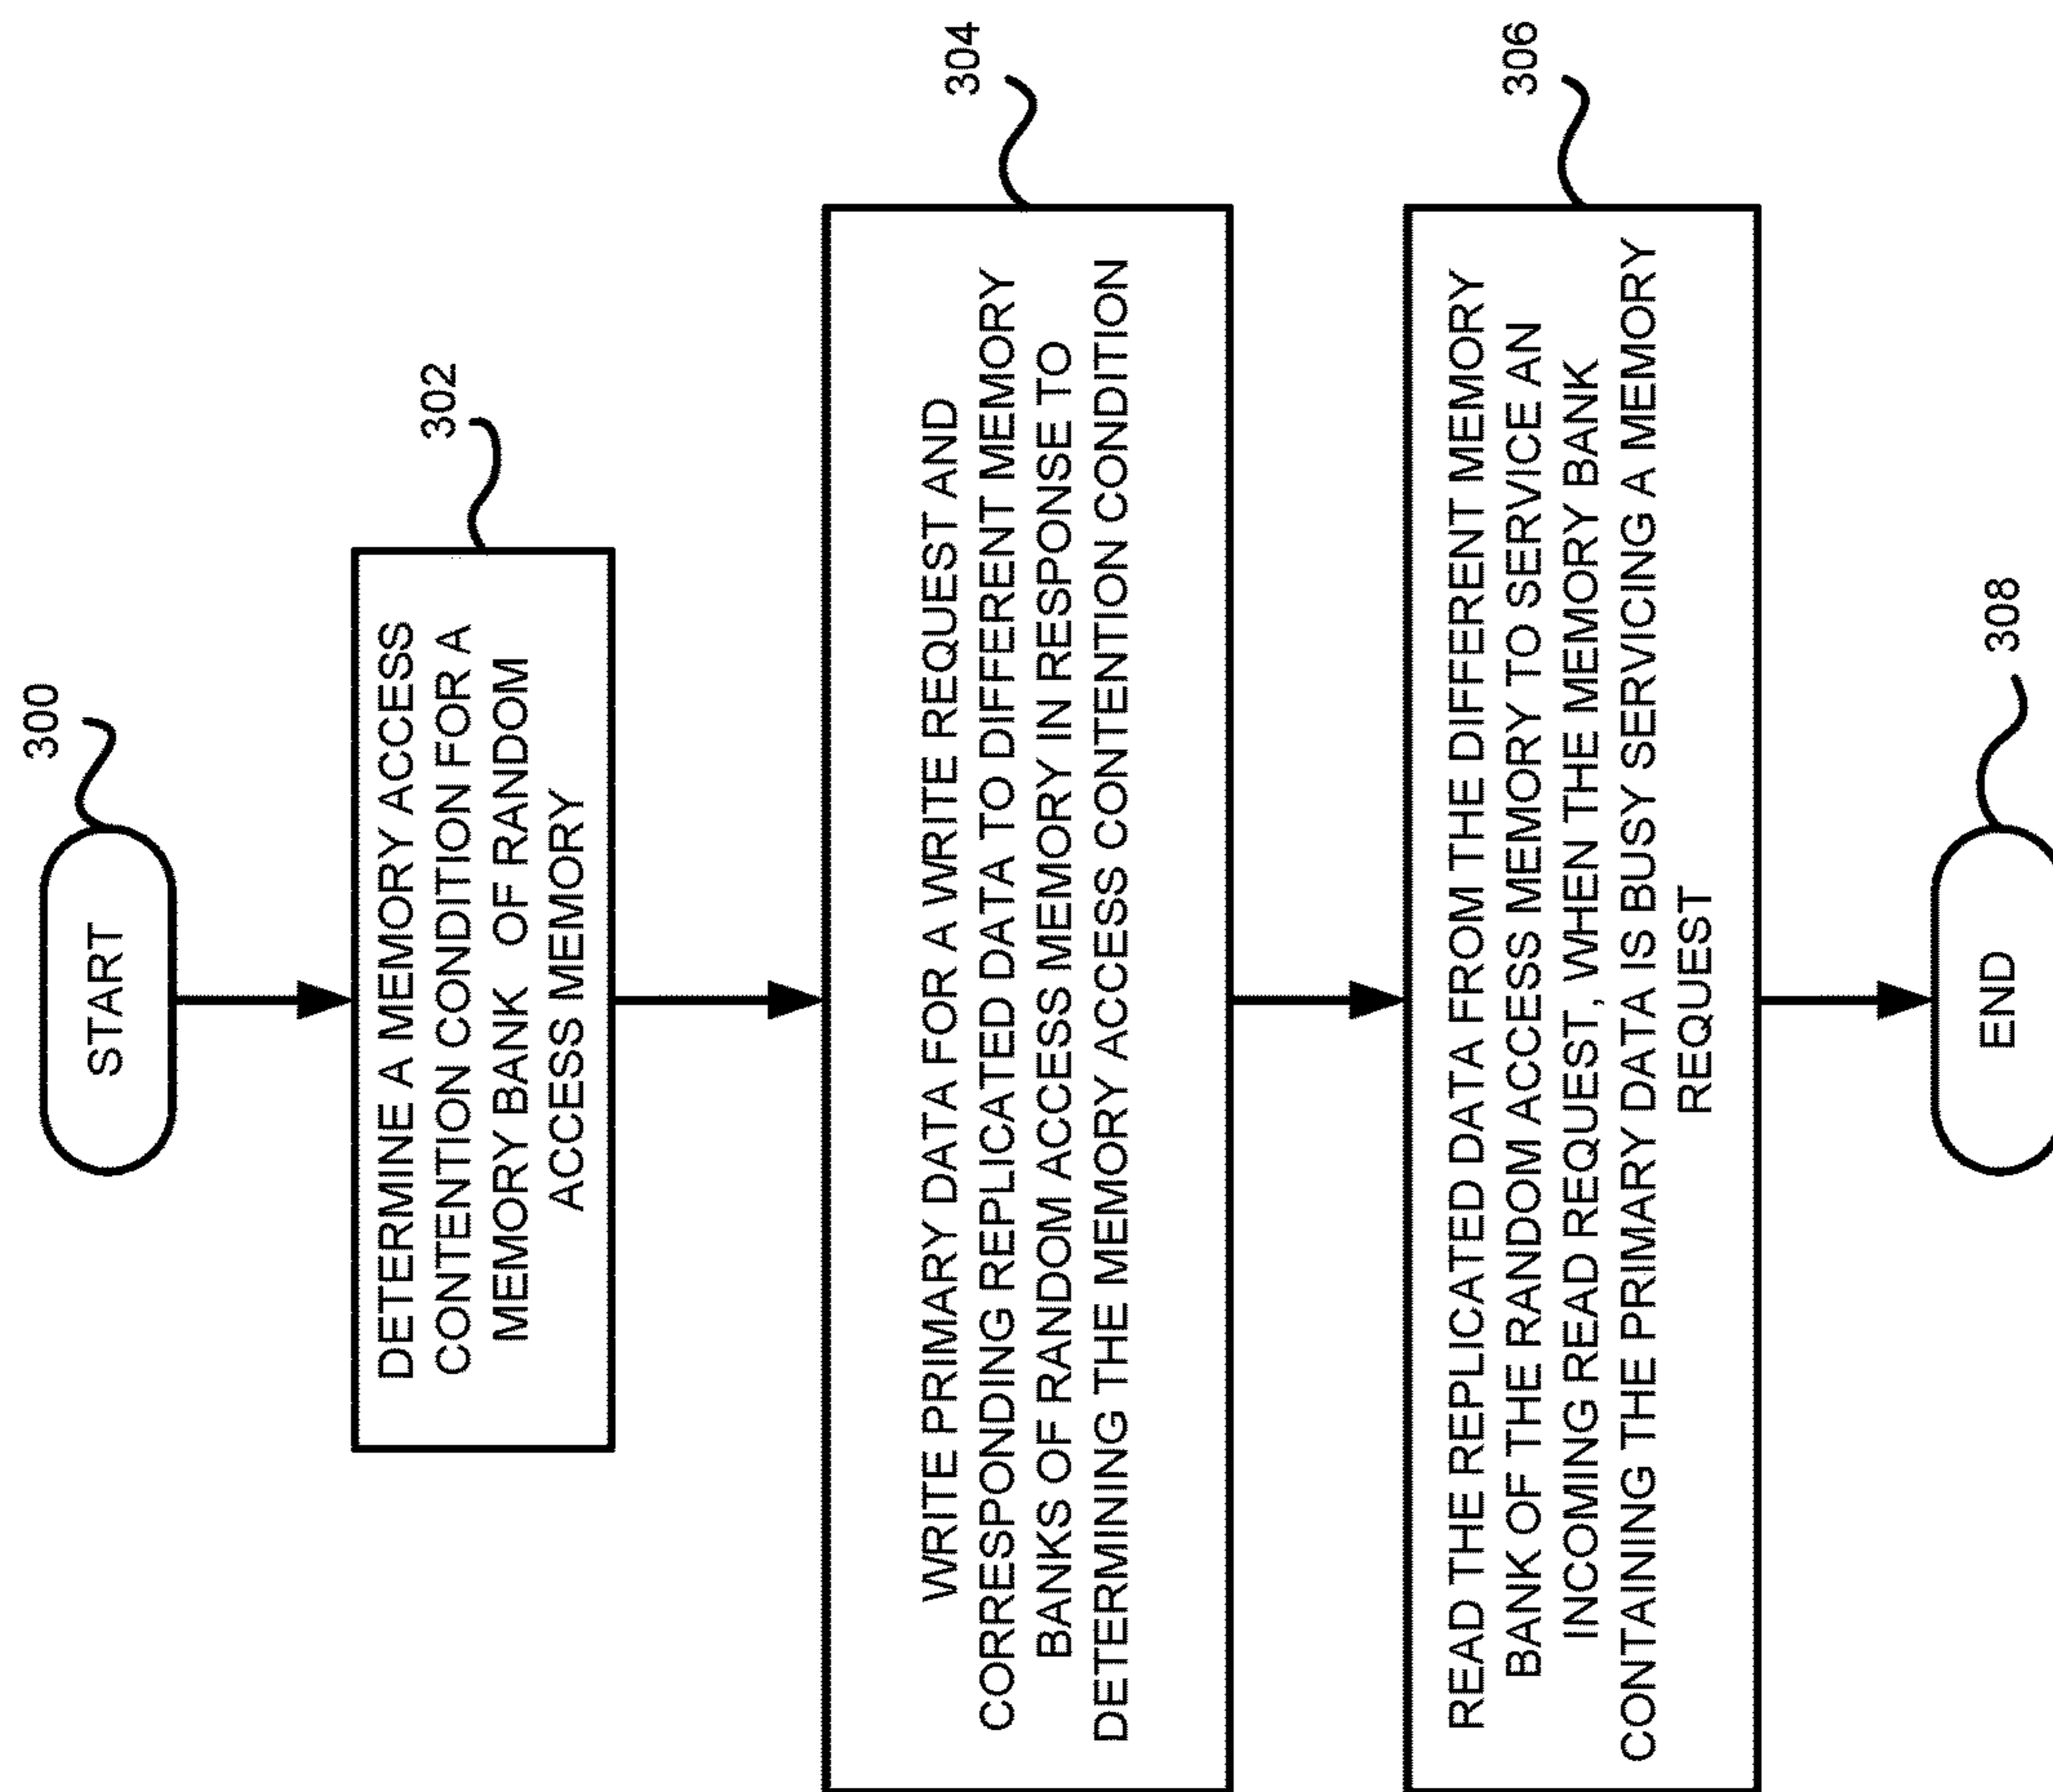 300
START
302
DETERMINE A MEMORY ACCESS
CONTENTION CONDITION FOR A
MEMORY BANK OF RANDOM
ACCESS MEMORY
304
WRITE PRIMARY DATA FOR A WRITE REQUEST AND
CORRESPONDING REPLICATED DATA TO DIFFERENT MEMORY
BANKS OF RANDOM ACCESS MEMORY IN RESPONSE TO
DETERMINING THE MEMORY ACCESS CONTENTION CONDITION
306
READ THE REPLICATED DATA FROM THE DIFFERENT MEMORY
BANK OF THE RANDOM ACCESS MEMORY TO SERVICE AN
INCOMING READ REQUEST, WHEN THE MEMORY BANK
CONTAINING THE PRIMARY DATA IS BUSY SERVICING A MEMORY
REQUEST
308
END